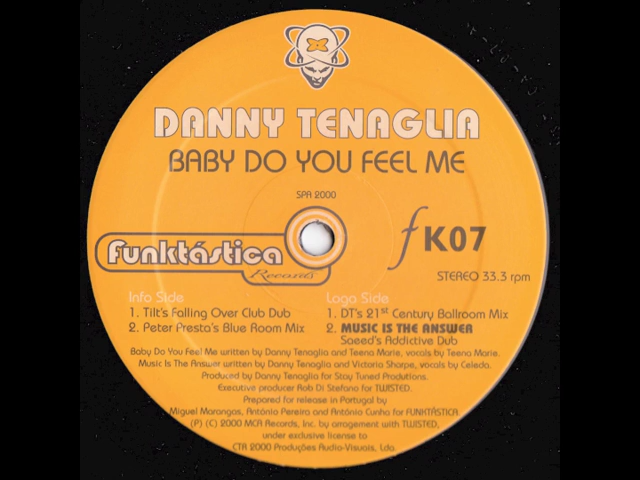 DANNY TENAGLIA
BABY DO YOU FEEL ME
SPA 2000
Funktástica
Records
fK07
STEREO 33.3 rpm
Info Side
1. Tilt's Falling Over Club Dub
2. Peter Presta's Blue Room Mix
Logo Side
1. DT's 21st Century Ballroom Mix
2. MUSIC IS THE ANSWER
Saeed's Addictive Dub
Baby Do You Feel Me written by Danny Tenaglia and Teena Marie, vocals by Teena Marie.
Music Is The Answer written by Danny Tenaglia and Victoria Sharpe, vocals by Celeda.
Produced by Danny Tenaglia for Stay Tuned Produtions.
Executive producer Rob Di Stefano for TWISTED.
Prepared for release in Portugal by
Miguel Marangas, António Pereira and António Cunha for FUNKTÁSTICA
(P) (C) 2000 MCA Records, Inc. by arragement with TWISTED,
under exclusive license to
CTR 2000 Produções Áudio-Visuais, Lda